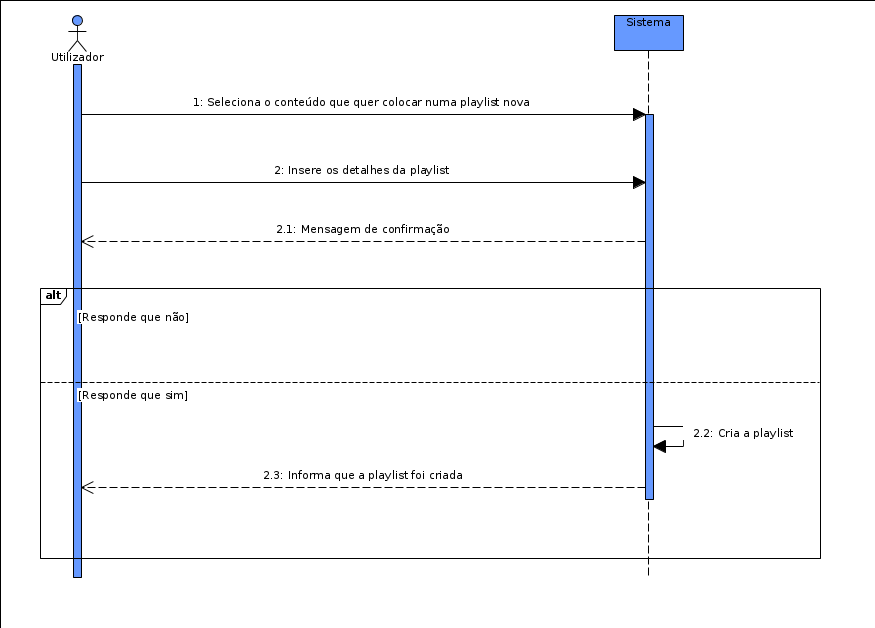 Utilizador
Sistema
1: Seleciona o conteúdo que quer colocar numa playlist nova
2: Insere os detalhes da playlist
2.1: Mensagem de confirmação
alt
[Responde que não]
[Responde que sim]
2.2: Cria a playlist
2.3: Informa que a playlist foi criada